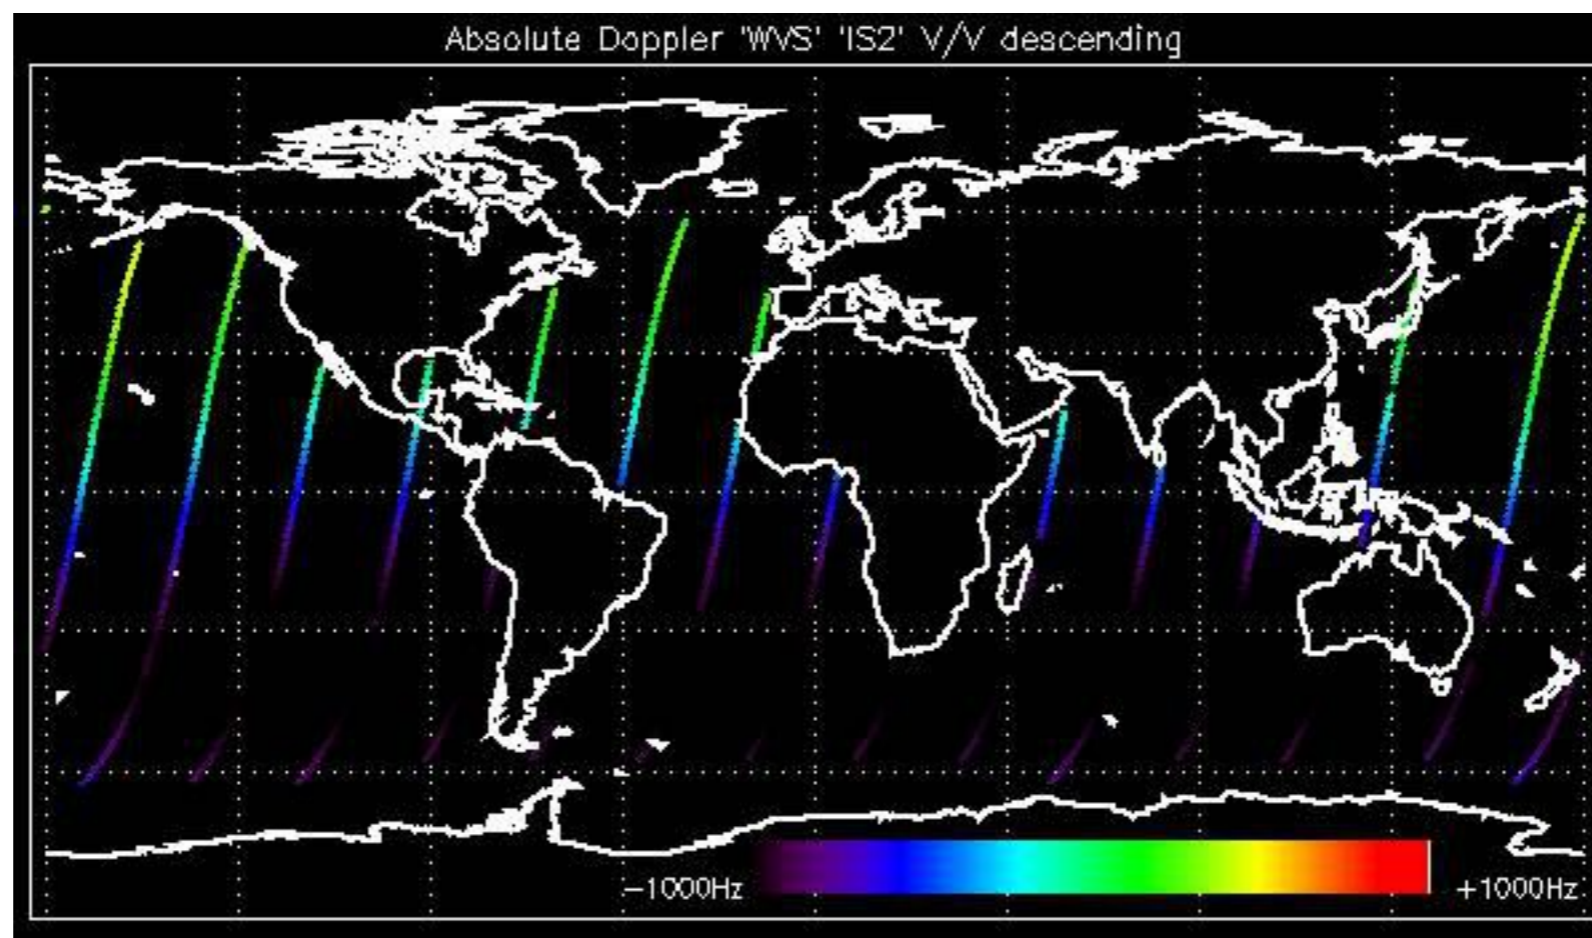 Absolute Doppler 'WVS' 'IS2' V/V descending
−1000Hz
+1000Hz